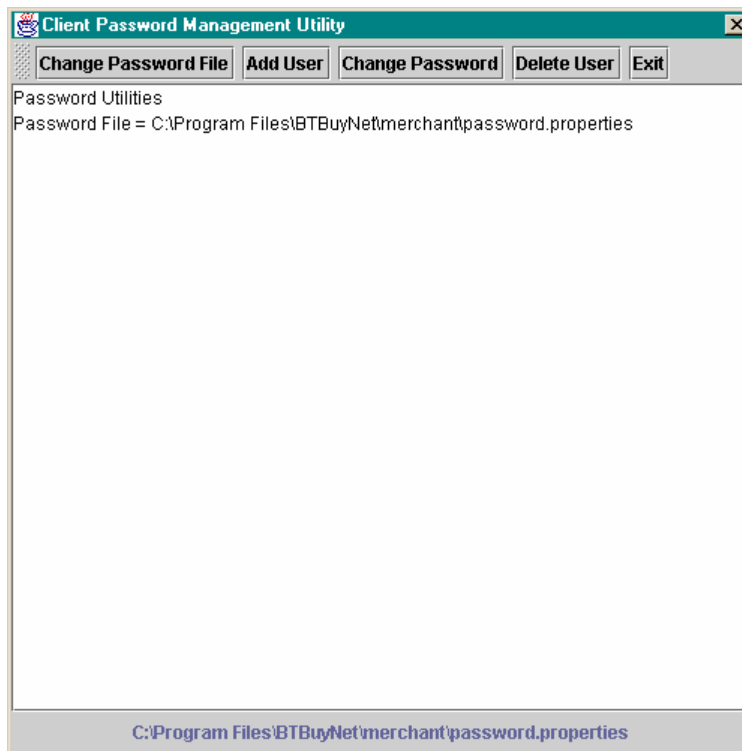 Client Password Management Utility
Change Password File Add User Change Password Delete User Exit
Password Utilities
Password File = C:\Program Files\BTBuyNet\merchant\password.properties
C:\Program Files\BTBuyNet\merchant\password.properties